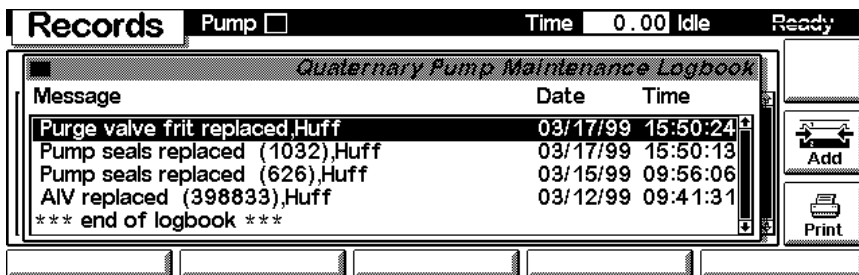 Records Pump Time 0.00 Idle Ready
Quaternary Pump Maintenance Logbook
Message Date Time
Purge valve frit replaced,Huff 03/17/99 15:50:24
Pump seals replaced (1032),Huff 03/17/99 15:50:13
Pump seals replaced (626),Huff 03/15/99 09:56:06
AIV replaced (398833),Huff 03/12/99 09:41:31
*** end of logbook ***
Add
Print